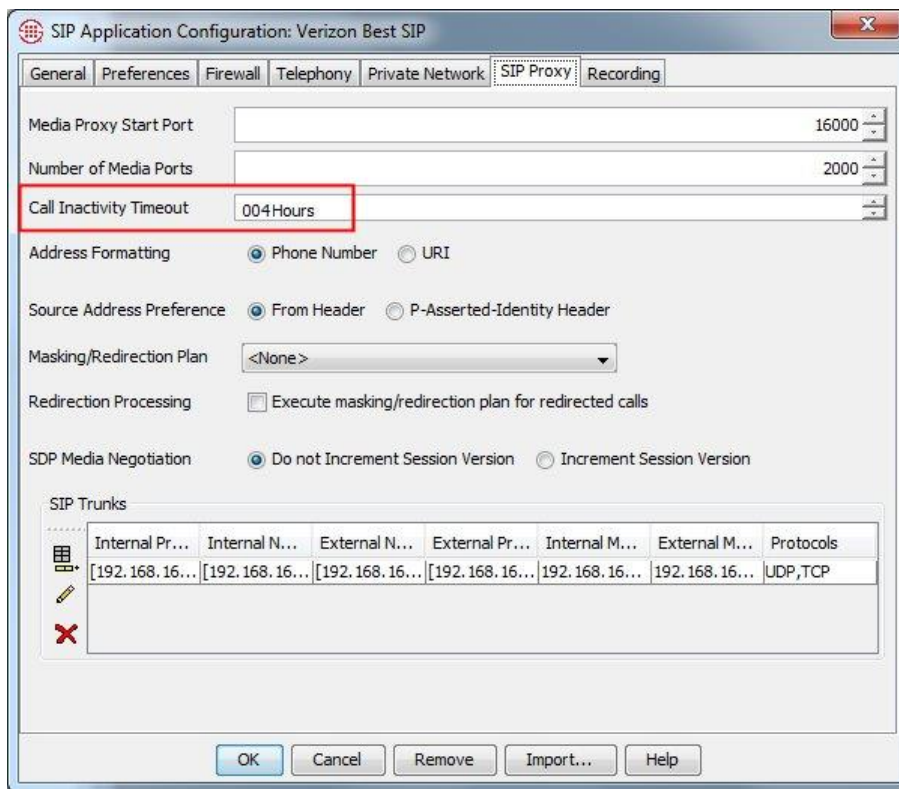 SIP Application Configuration: Verizon Best SIP
General Preferences Firewall Telephony Private Network SIP Proxy Recording
Media Proxy Start Port 16000
Number of Media Ports 2000
Call Inactivity Timeout 004Hours
Address Formatting Phone Number URI
Source Address Preference From Header P-Asserted-Identity Header
Masking/Redirection Plan <None>
Redirection Processing Execute masking/redirection plan for redirected calls
SDP Media Negotiation Do not Increment Session Version Increment Session Version
SIP Trunks
Internal Pr... Internal N... External N... External Pr... Internal M... External M... Protocols
[192.168.16... [192.168.16... [192.168.16... [192.168.16... 192.168.16... 192.168.16... UDP,TCP
OK Cancel Remove Import... Help